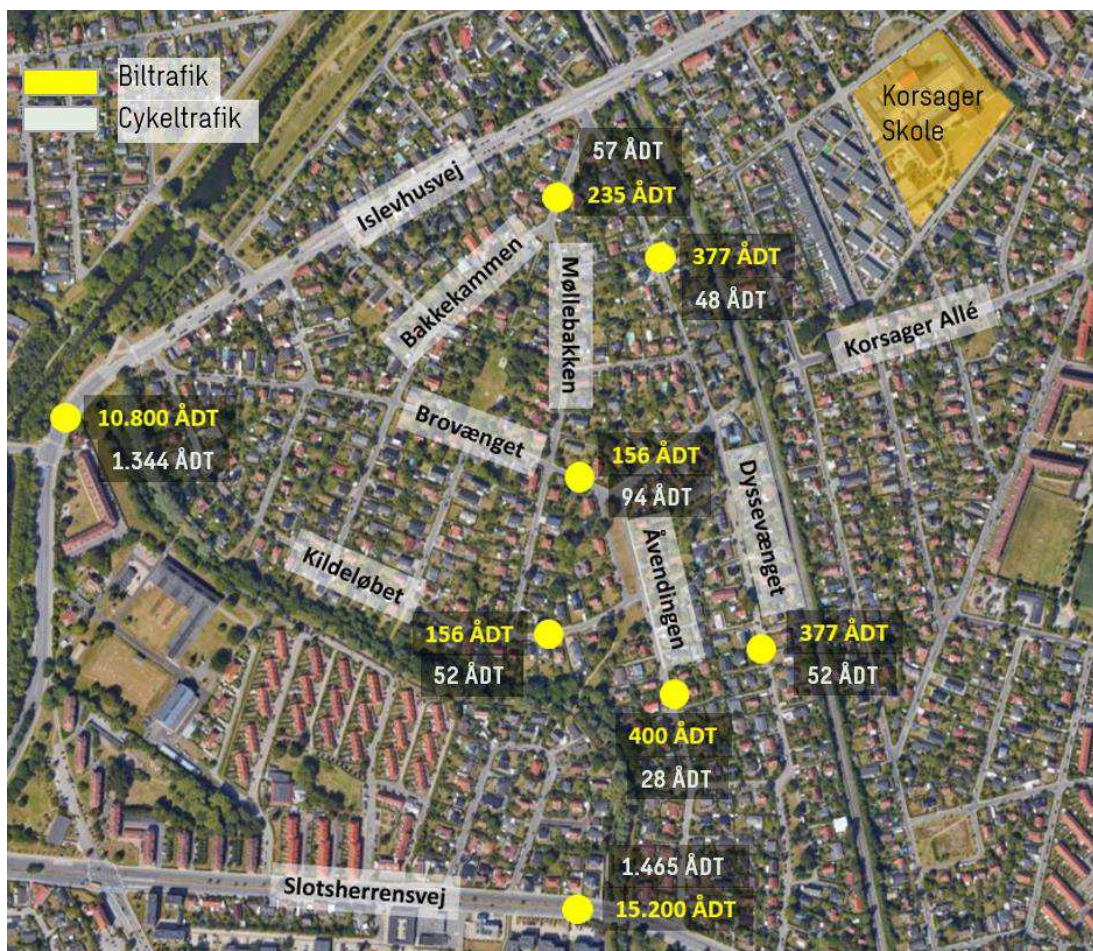 Biltrafik
Cykeltrafik
Korsager
Skole
57 ÅDT
235 ÅDT
Islevhusvej
Bakkekammen
Møllebakken
377 ÅDT
48 ÅDT
Korsager Allé
10.800 ÅDT
1.344 ÅDT
Brovænget
156 ÅDT
94 ÅDT
Dyssevænget
Åvendingen
Kildeløbet
156 ÅDT
52 ÅDT
377 ÅDT
52 ÅDT
400 ÅDT
28 ÅDT
1.465 ÅDT
Slotsherrensvej
15.200 ÅDT